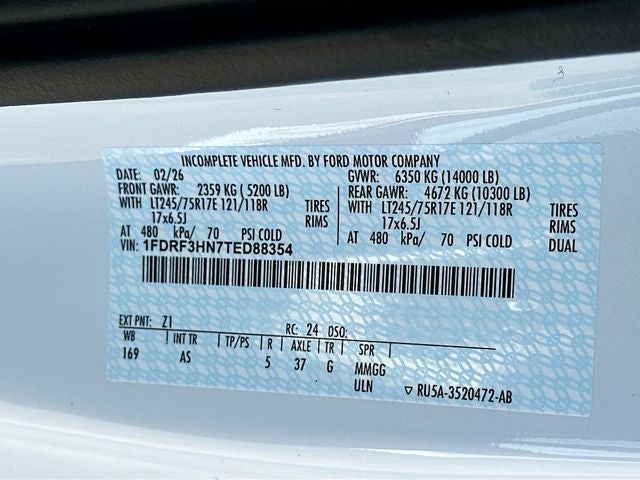 INCOMPLETE VEHICLE MFD. BY FORD MOTOR COMPANY
DATE: 02/26 GVWR: 6350 KG (14000 LB)
FRONT GAWR: 2359 KG ( 5200 LB) REAR GAWR: 4672 KG (10300 LB)
WITH LT245/75R17E 121/118R TIRES WITH LT245/75R17E 121/118R TIRES
17x6.5J RIMS 17x6.5J RIMS
AT 480 kPa/ 70 PSI COLD AT 480 kPa/ 70 PSI COLD DUAL
VIN: 1FDRF3HN7TED88354
EXT PNT: Z1 RC: 24 DSO:
WB INT TR TP/PS R AXLE TR SPR
169 AS 5 37 G MMGG
ULN RU5A-3520472-AB